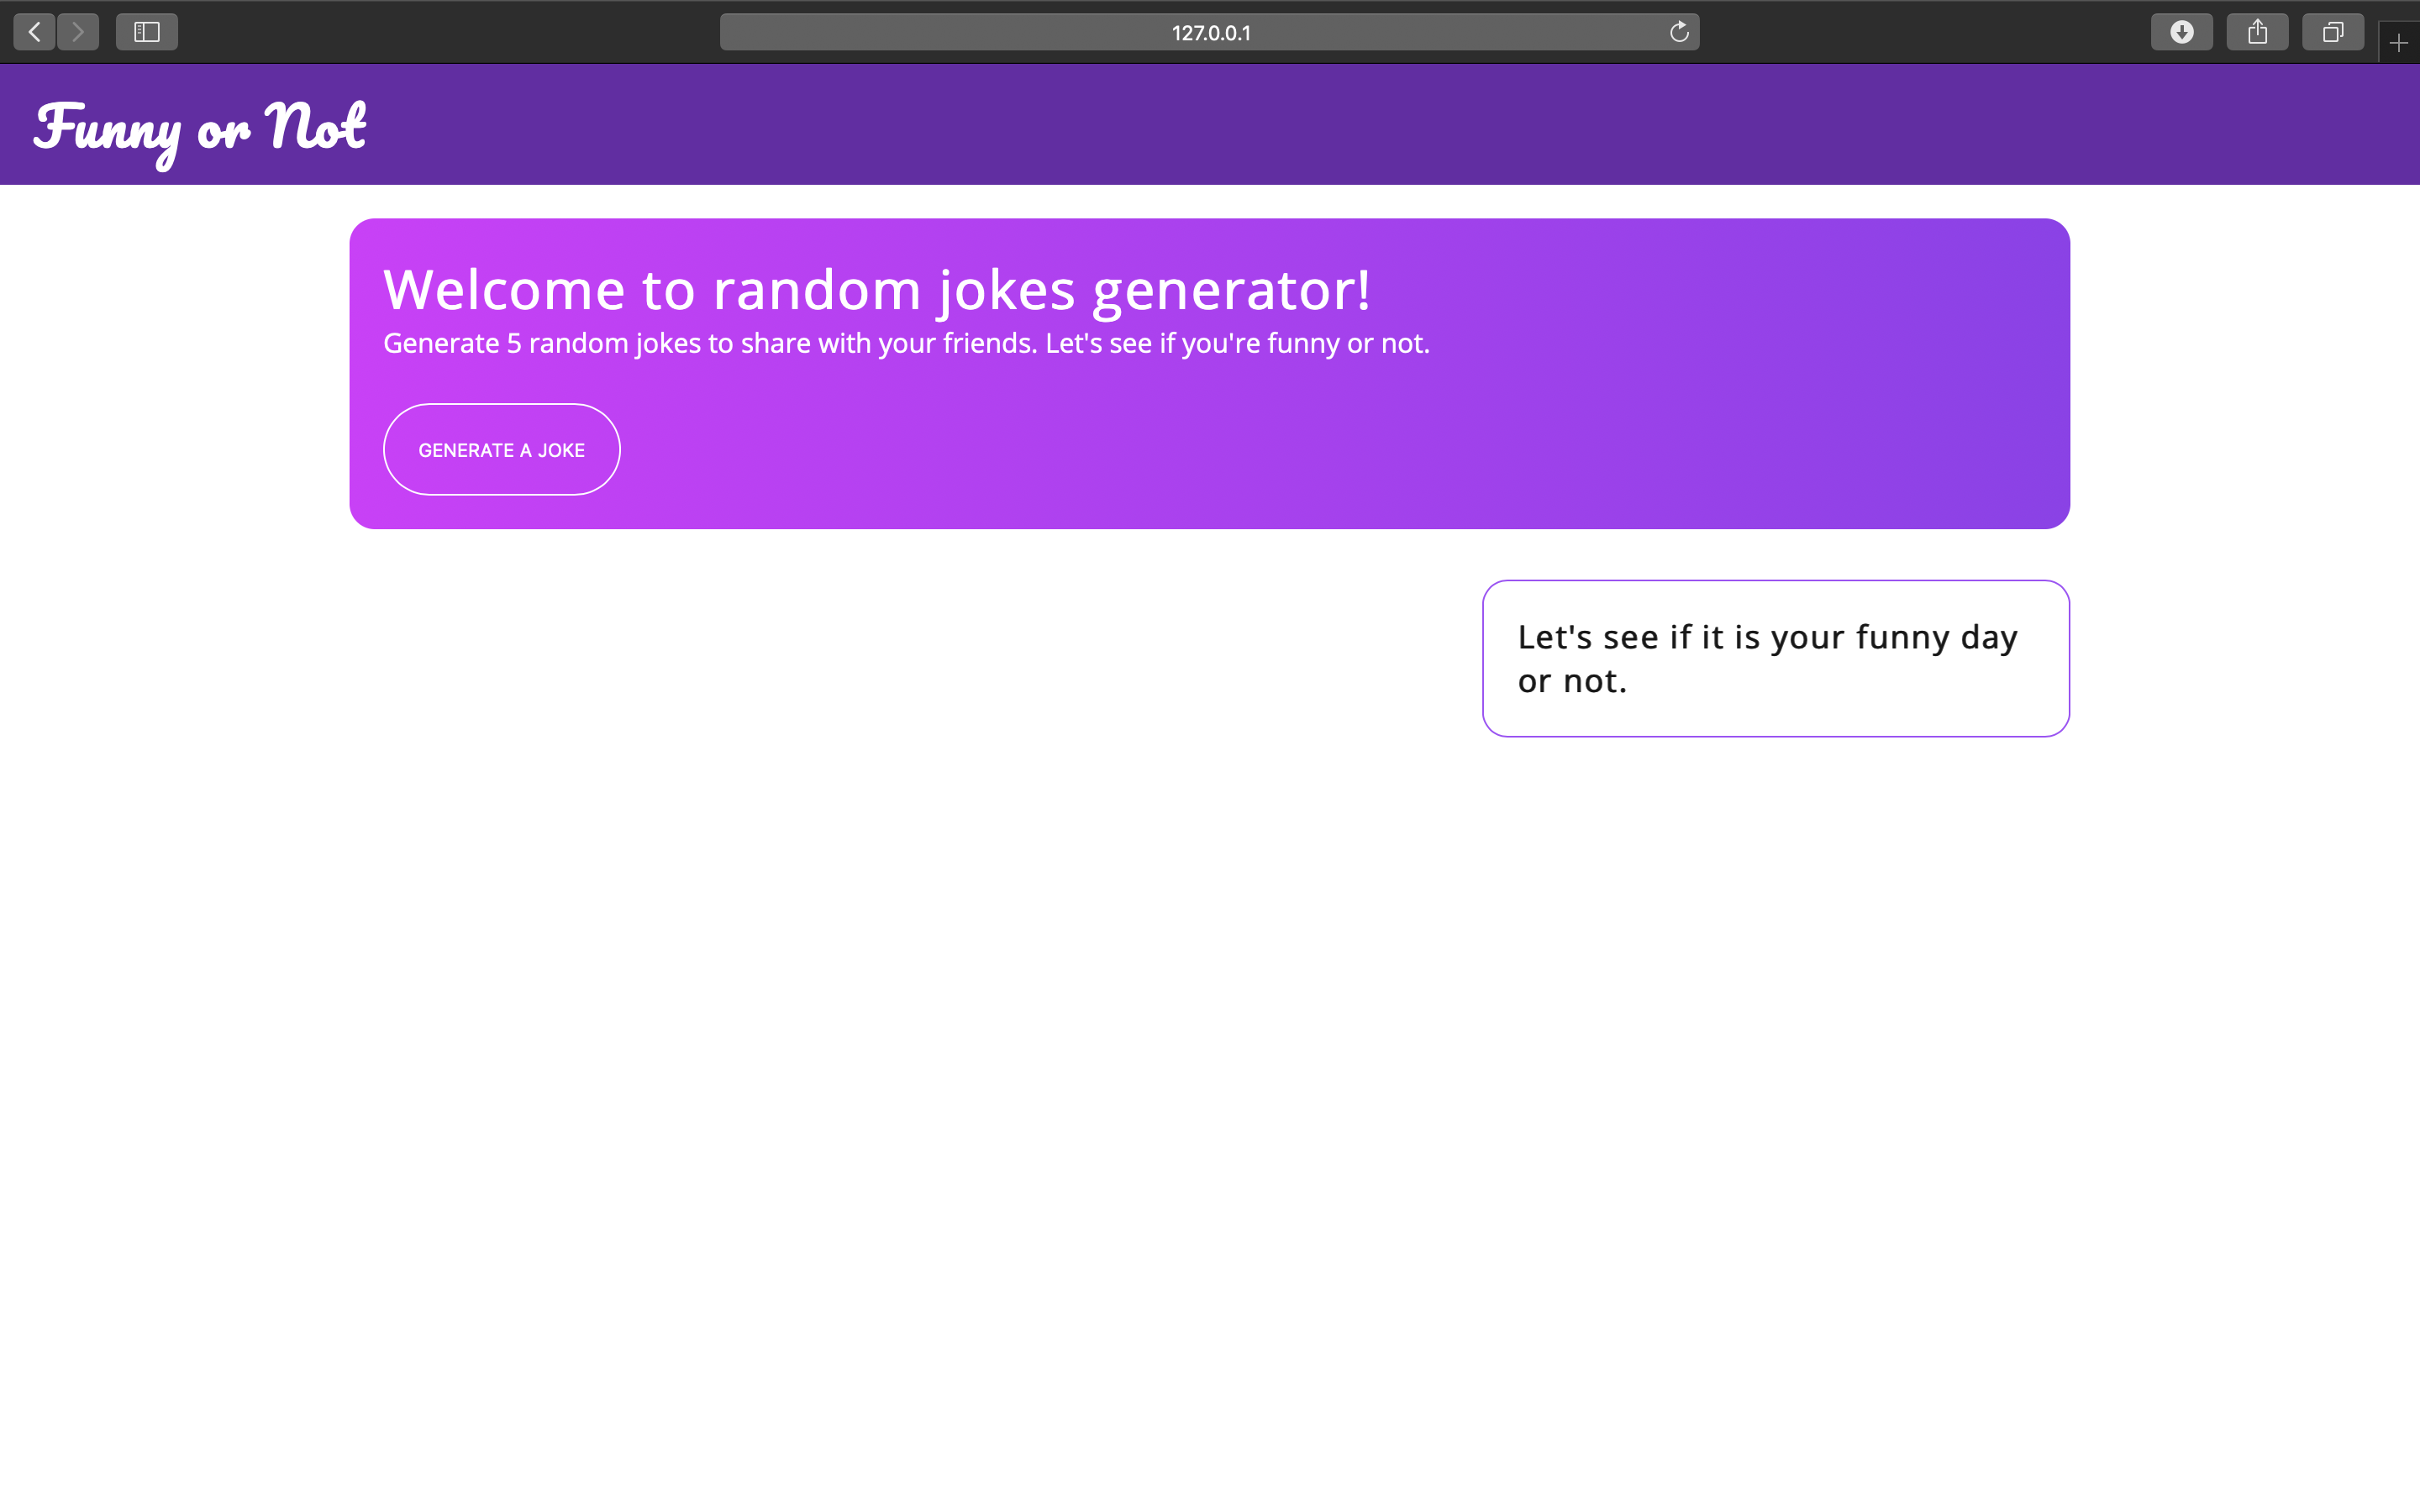 127.0.0.1
Funny or Not
Welcome to random jokes generator!
Generate 5 random jokes to share with your friends. Let's see if you're funny or not.
GENERATE A JOKE
Let's see if it is your funny day
or not.